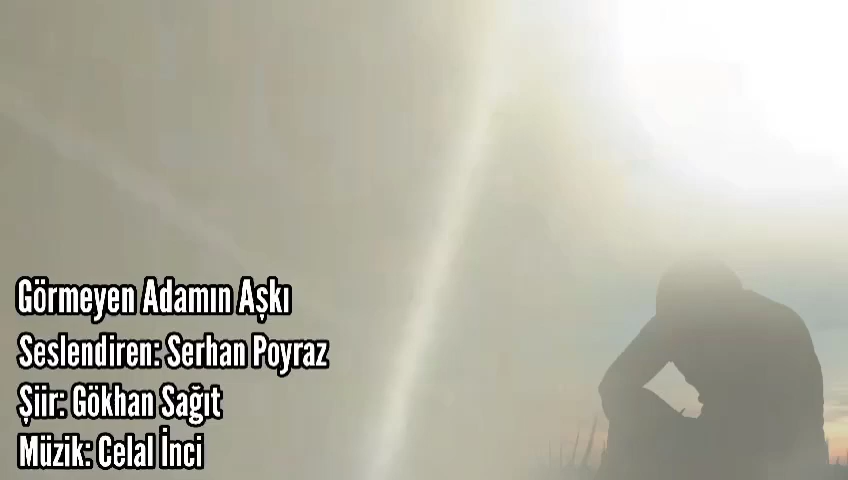 Görmeyen Adamın Aşkı
Seslendiren: Serhan Poyraz
Şiir: Gökhan Sağıt
Müzik: Celal İnci